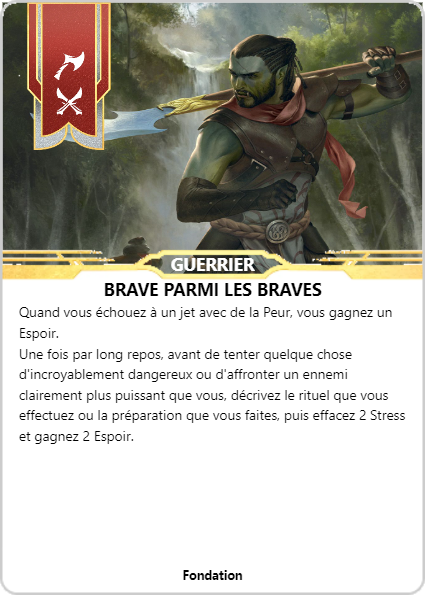 GUERRIER
BRAVE PARMI LES BRAVES
Quand vous échouez à un jet avec de la Peur, vous gagnez un
Espoir.
Une fois par long repos, avant de tenter quelque chose
d'incroyablement dangereux ou d'affronter un ennemi
clairement plus puissant que vous, décrivez le rituel que vous
effectuez ou la préparation que vous faites, puis effacez 2 Stress
et gagnez 2 Espoir.
Fondation